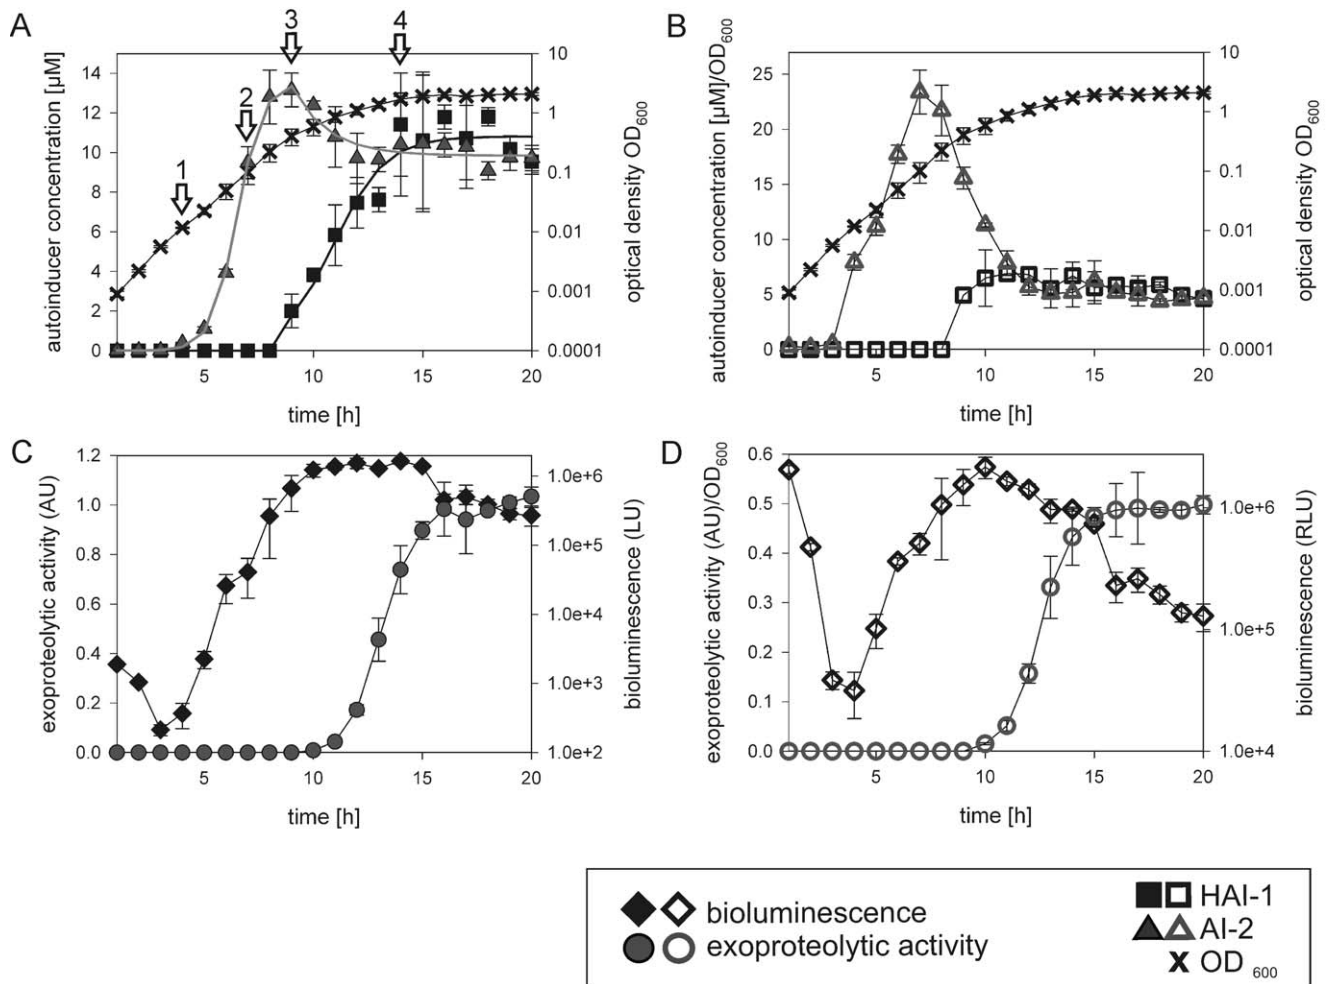 A
B
1
2
3
4
autoinducer concentration [µM]
14
12
10
8
6
4
2
0
5
10
15
20
time [h]
10
1
0.1
0.01
0.001
0.0001
optical density OD600
autoinducer concentration [µM]/OD600
25
20
15
10
5
0
5
10
15
20
time [h]
10
1
0.1
0.01
0.001
0.0001
optical density OD600
C
exoproteolytic activity (AU)
1.2
1.0
0.8
0.6
0.4
0.2
0.0
5
10
15
20
time [h]
1.0e+6
1.0e+5
1.0e+4
1.0e+3
1.0e+2
bioluminescence (LU)
D
exoproteolytic activity (AU)/OD600
0.6
0.5
0.4
0.3
0.2
0.1
0.0
5
10
15
20
time [h]
1.0e+6
1.0e+5
1.0e+4
bioluminescence (RLU)
bioluminescence
exoproteolytic activity
HAI-1
AI-2
OD 600